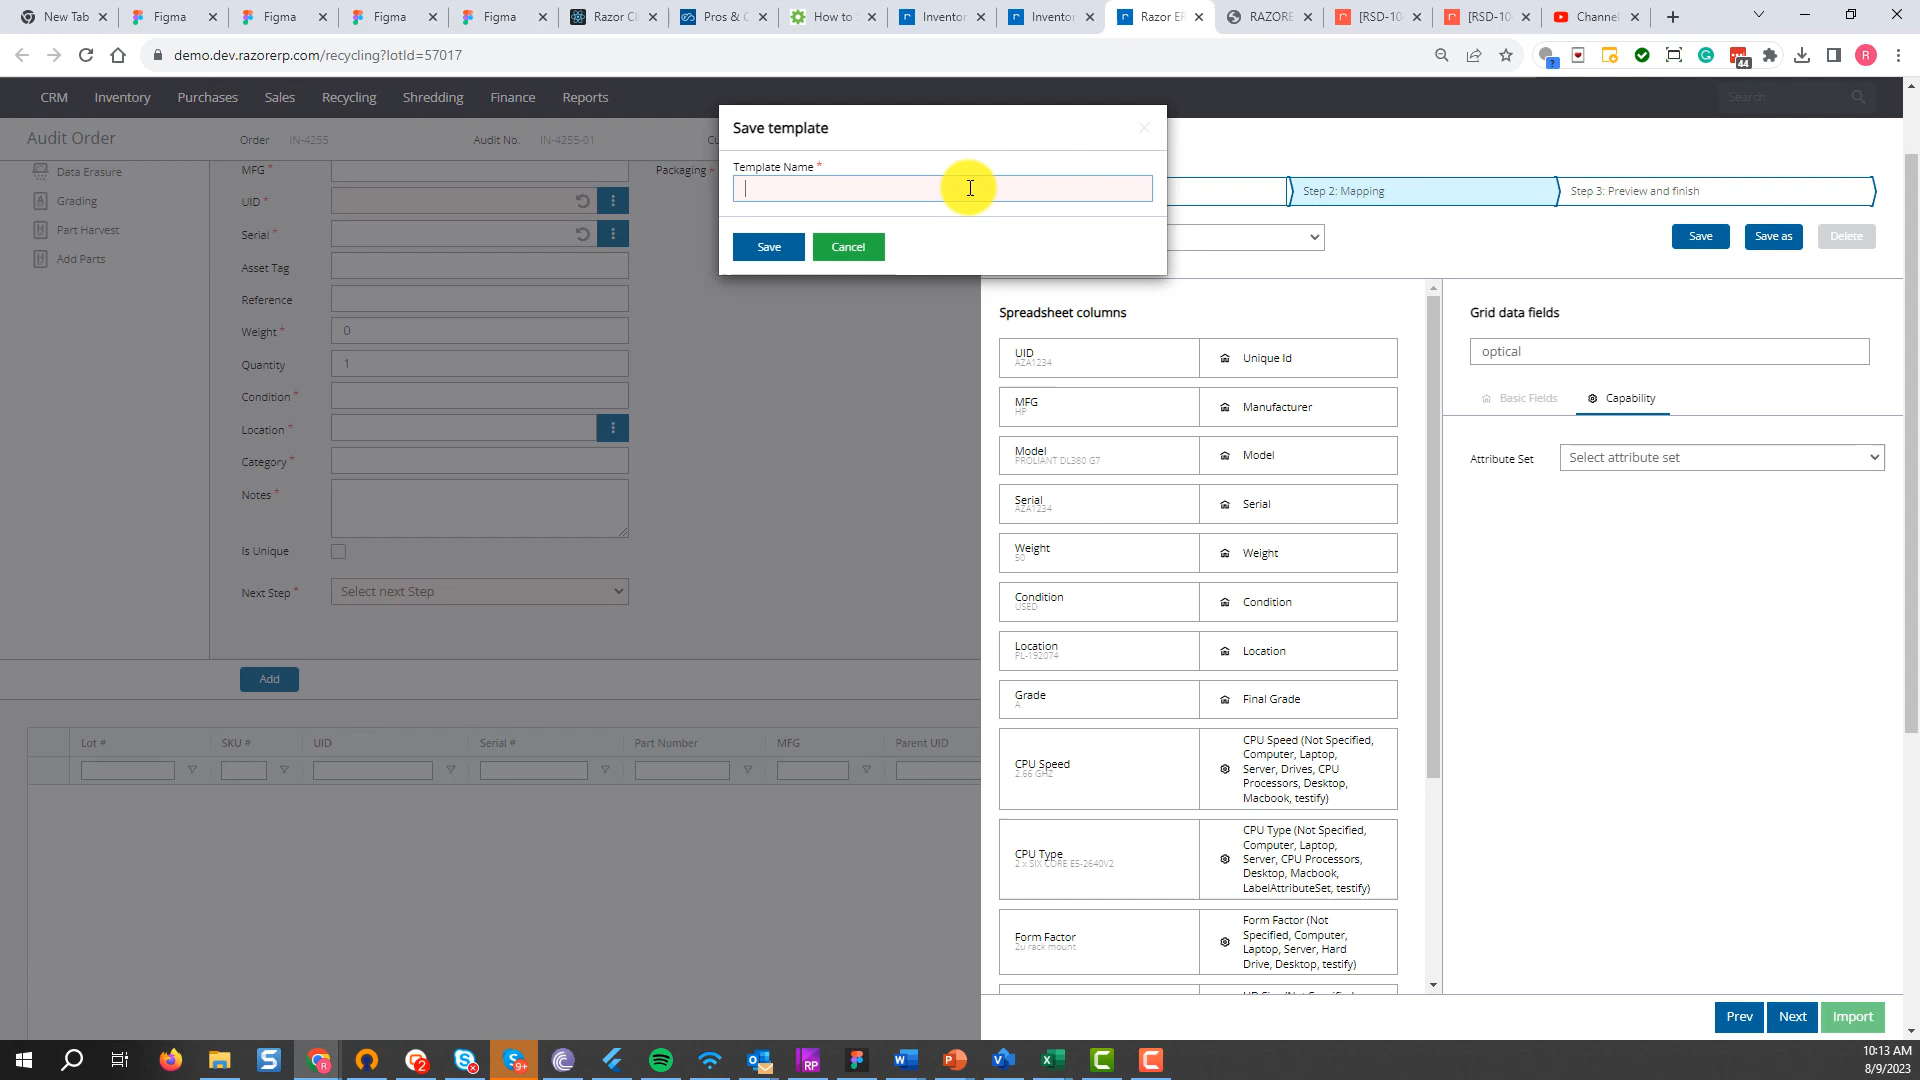 New Tab
Figma
Figma
Figma
Figma
Razor Cli
Pros & C
How to
Inventor
Inventor
Razor ER
RAZORE
[RSD-10
[RSD-10
Channel
demo.dev.razorerp.com/recycling?lotId=57017
44
R
CRM Inventory Purchases Sales Recycling Shredding Finance Reports Search
Audit Order Order IN-4255 Audit No. IN-4255-01
Data Erasure
Grading
Part Harvest
Add Parts
MFG *
UID *
Serial *
Asset Tag
Reference
Weight * 0
Quantity 1
Condition *
Location *
Category *
Notes *
Is Unique
Next Step * Select next Step
Packaging *
Add
Lot # SKU # UID Serial # Part Number MFG Parent UID
Save template
Template Name *
Save Cancel
Step 2: Mapping Step 3: Preview and finish
Save Save as Delete
Spreadsheet columns
UID
AZA1234
Unique Id
MFG
HP
Manufacturer
Model
PROLIANT DL380 G7
Model
Serial
AZA1234
Serial
Weight
50
Weight
Condition
USED
Condition
Location
PL-192074
Location
Grade
A
Final Grade
CPU Speed
2.66 GHZ
CPU Speed (Not Specified,
Computer, Laptop,
Server, Drives, CPU
Processors, Desktop,
Macbook, testify)
CPU Type
2 x SIX CORE E5-2640V2
CPU Type (Not Specified,
Computer, Laptop,
Server, CPU Processors,
Desktop, Macbook,
LabelAttributeSet, testify)
Form Factor
2u rack mount
Form Factor (Not
Specified, Computer,
Laptop, Server, Hard
Drive, Desktop, testify)
Grid data fields
optical
Basic Fields Capability
Attribute Set Select attribute set
Prev Next Import
10:13 AM
8/9/2023